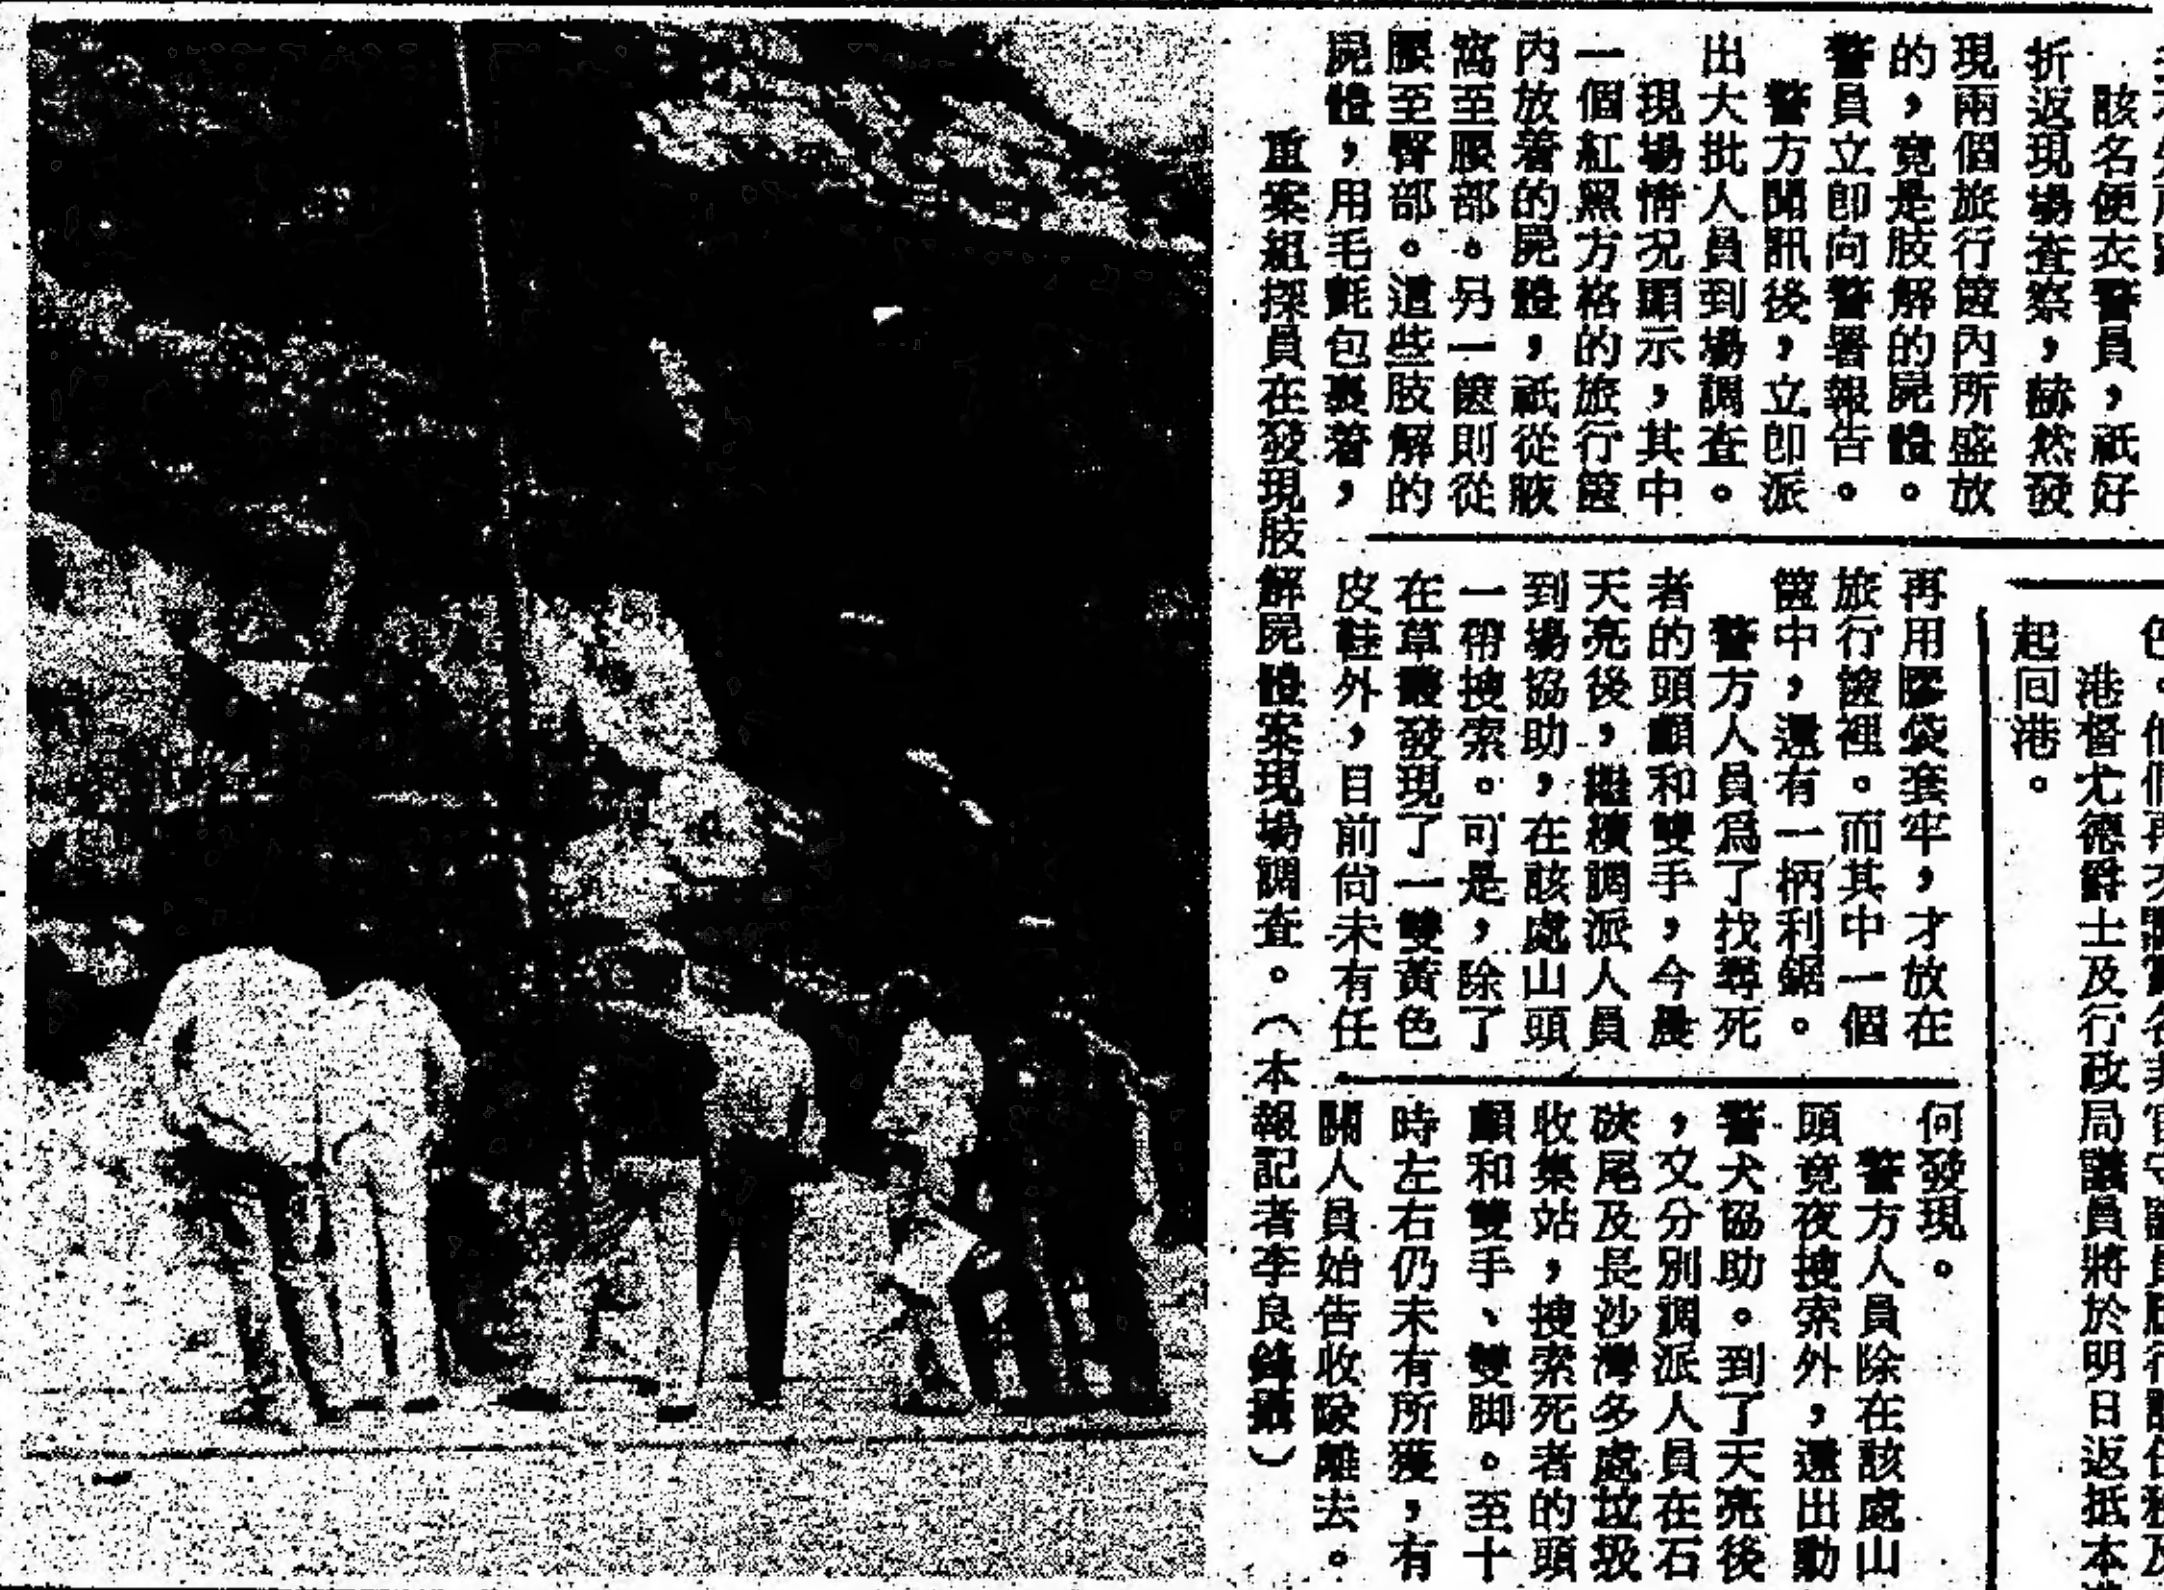 該名便衣警員，祇好
折返現場查察，赫然發
現兩個旅行篋內所盛放
的，竟是肢解的屍體。
警員立卽向警署報告。
警方聞訊後，立卽派
出大批人員到場調查。
現場情況顯示，其中
一個紅黑方格的旅行篋
內放着的屍體，祇從腋
窩至腰部。另一篋則從
腰至臀部。這些肢解的
屍體，用毛氈包裹着，
再用膠袋套牢，才放在
旅行篋裡。而其中一個
篋中，還有一柄利鋸。
警方人員爲了找尋死
者的頭顱和雙手，今晨
天亮後，繼續調派人員
到場協助，在該處山頭
一帶搜索。可是，除了
在草叢發現了一雙黃色
皮鞋外，目前尙未有任
何發現。
警方人員除在該處山
頭竟夜搜索外，還出動
警犬協助。到了天亮後
，又分別調派人員在石
硤尾及長沙灣多處垃圾
收集站，搜索死者的頭
顱和雙手、雙脚。至十
時左右仍未有所獲，有
關人員始吿收隊離去。
重案組探員在發現肢解屍體案現場調查。（本報記者李良鋒攝）
港督尤德爵士及行政局議員將於明日返抵本
起回港。